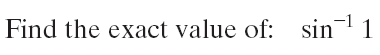 Find the exact value of: sin⁻¹ 1